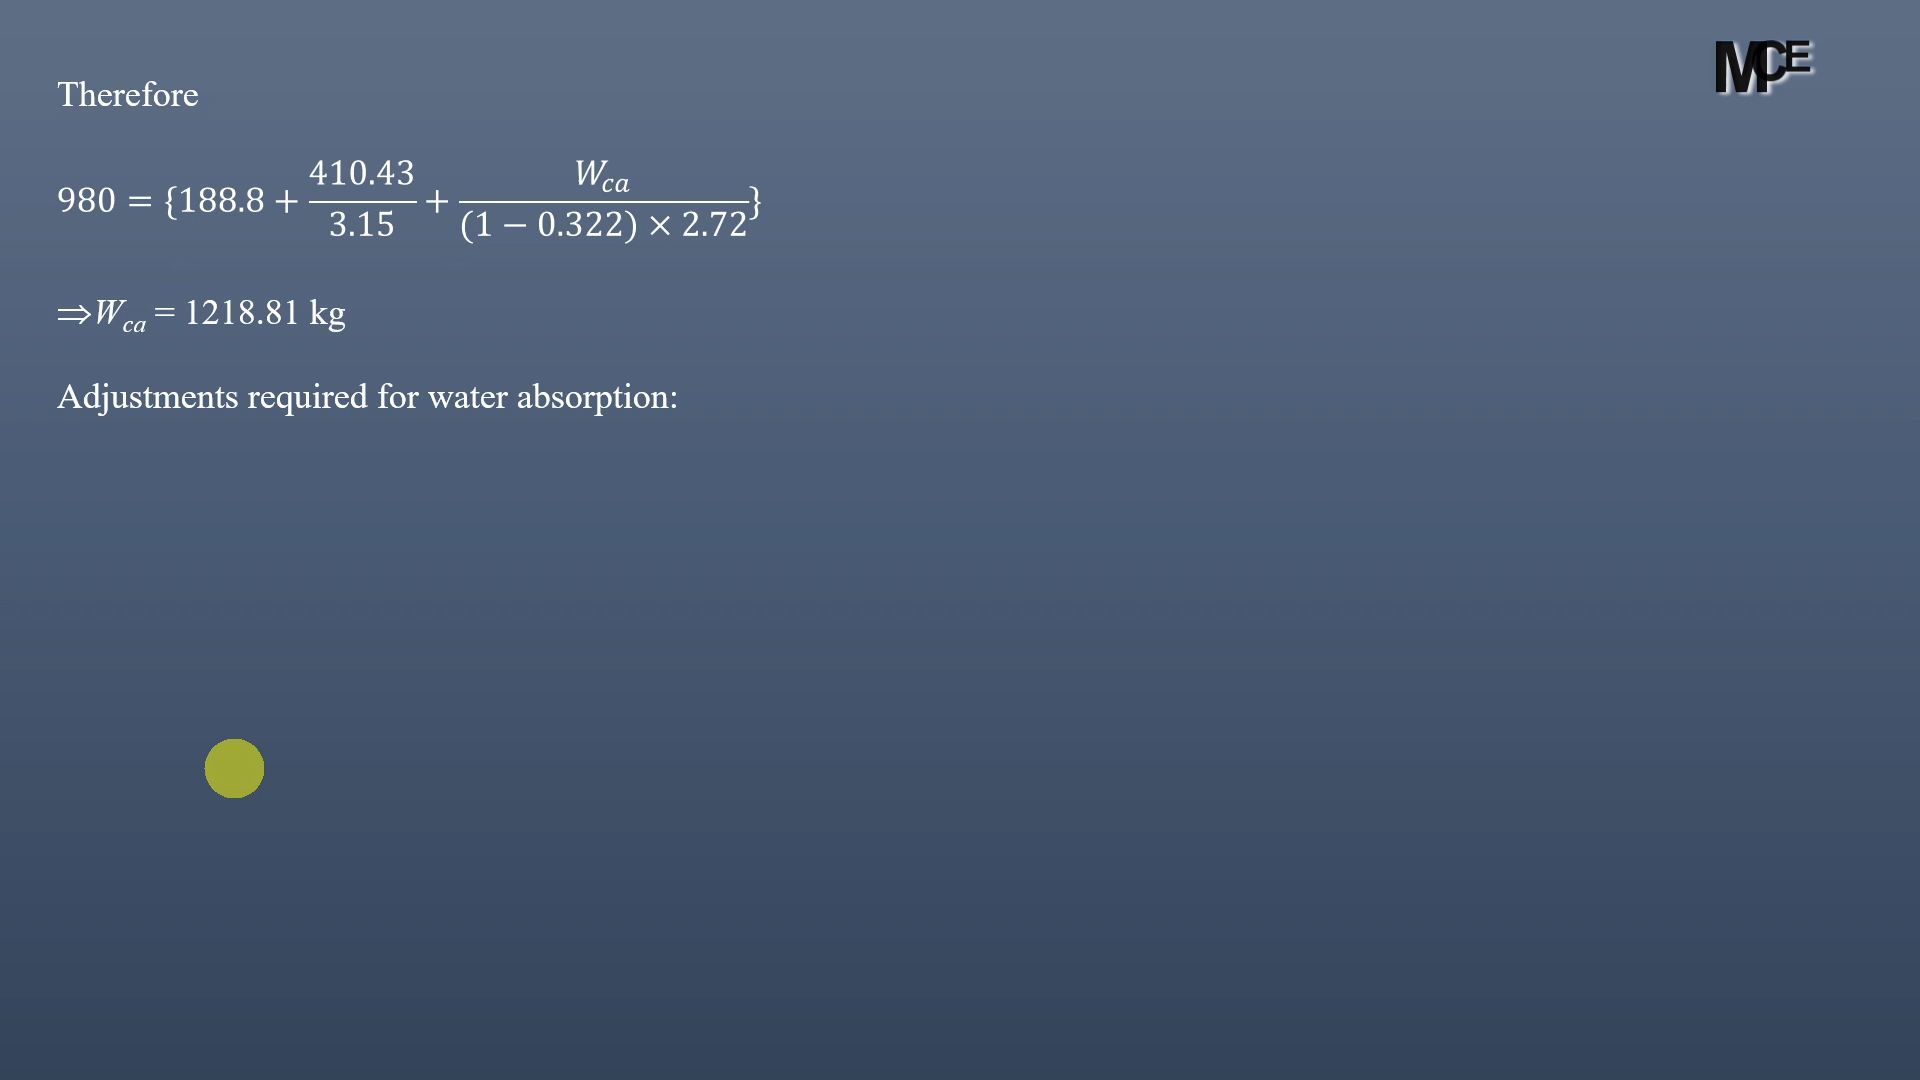 MCE
Therefore
980 = {188.8 + 410.43/3.15 + W_ca/((1 − 0.322) × 2.72)}
⇒W_ca = 1218.81 kg
Adjustments required for water absorption: